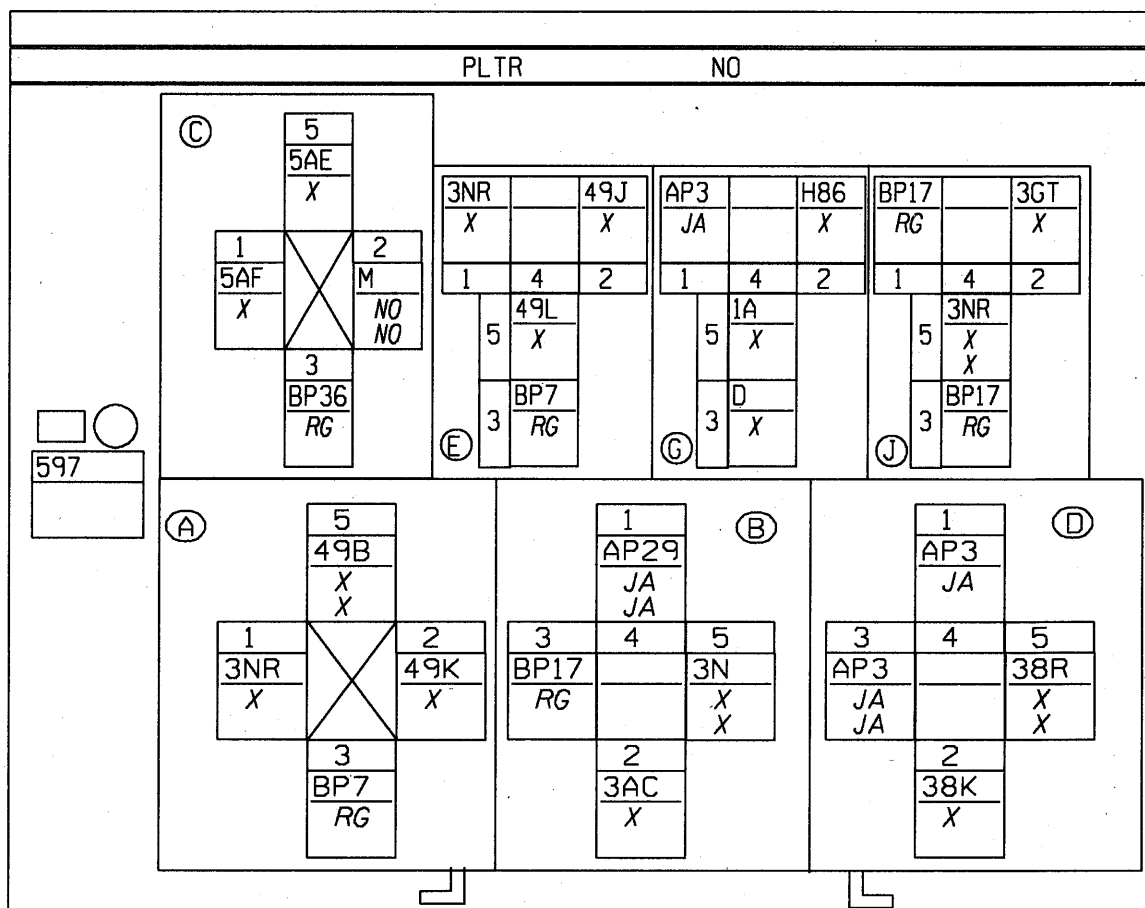 PLTR NO
C
5
5AE
X
1
5AF
X
2
M
NO
NO
3
BP36
RG
3NR
X
49J
X
1 4 2
5
49L
X
3
BP7
RG
E
AP3
JA
H86
X
1 4 2
5
1A
X
3
D
X
G
BP17
RG
3GT
X
1 4 2
5
3NR
X
X
3
BP17
RG
J
597
A
5
49B
X
X
1
3NR
X
2
49K
X
3
BP7
RG
B
1
AP29
JA
JA
3 4 5
BP17
RG
3N
X
X
2
3AC
X
D
1
AP3
JA
3 4 5
AP3
JA
JA
38R
X
X
2
38K
X